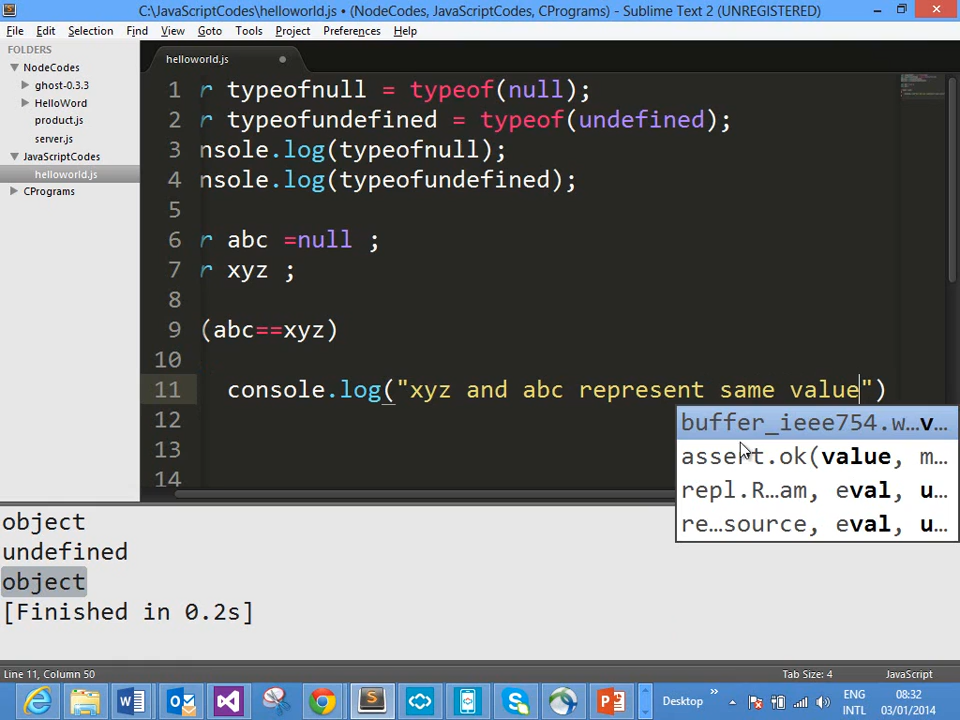 C:\JavaScriptCodes\helloworld.js • (NodeCodes, JavaScriptCodes, CPrograms) - Sublime Text 2 (UNREGISTERED)
File Edit Selection Find View Goto Tools Project Preferences Help
FOLDERS
NodeCodes
ghost-0.3.3
HelloWord
product.js
server.js
JavaScriptCodes
helloworld.js
CPrograms
helloworld.js
1 r typeofnull = typeof(null);
2 r typeofundefined = typeof(undefined);
3 nsole.log(typeofnull);
4 nsole.log(typeofundefined);
5
6 r abc =null ;
7 r xyz ;
8
9 (abc==xyz)
10
11 console.log("xyz and abc represent same value")
12
13
14
buffer_ieee754.w…v…
assert.ok(value, m…
repl.R…am, eval, u…
re…source, eval, u…
object
undefined
object
[Finished in 0.2s]
Line 11, Column 50 Tab Size: 4 JavaScript
Desktop » ENG 08:32
INTL 03/01/2014